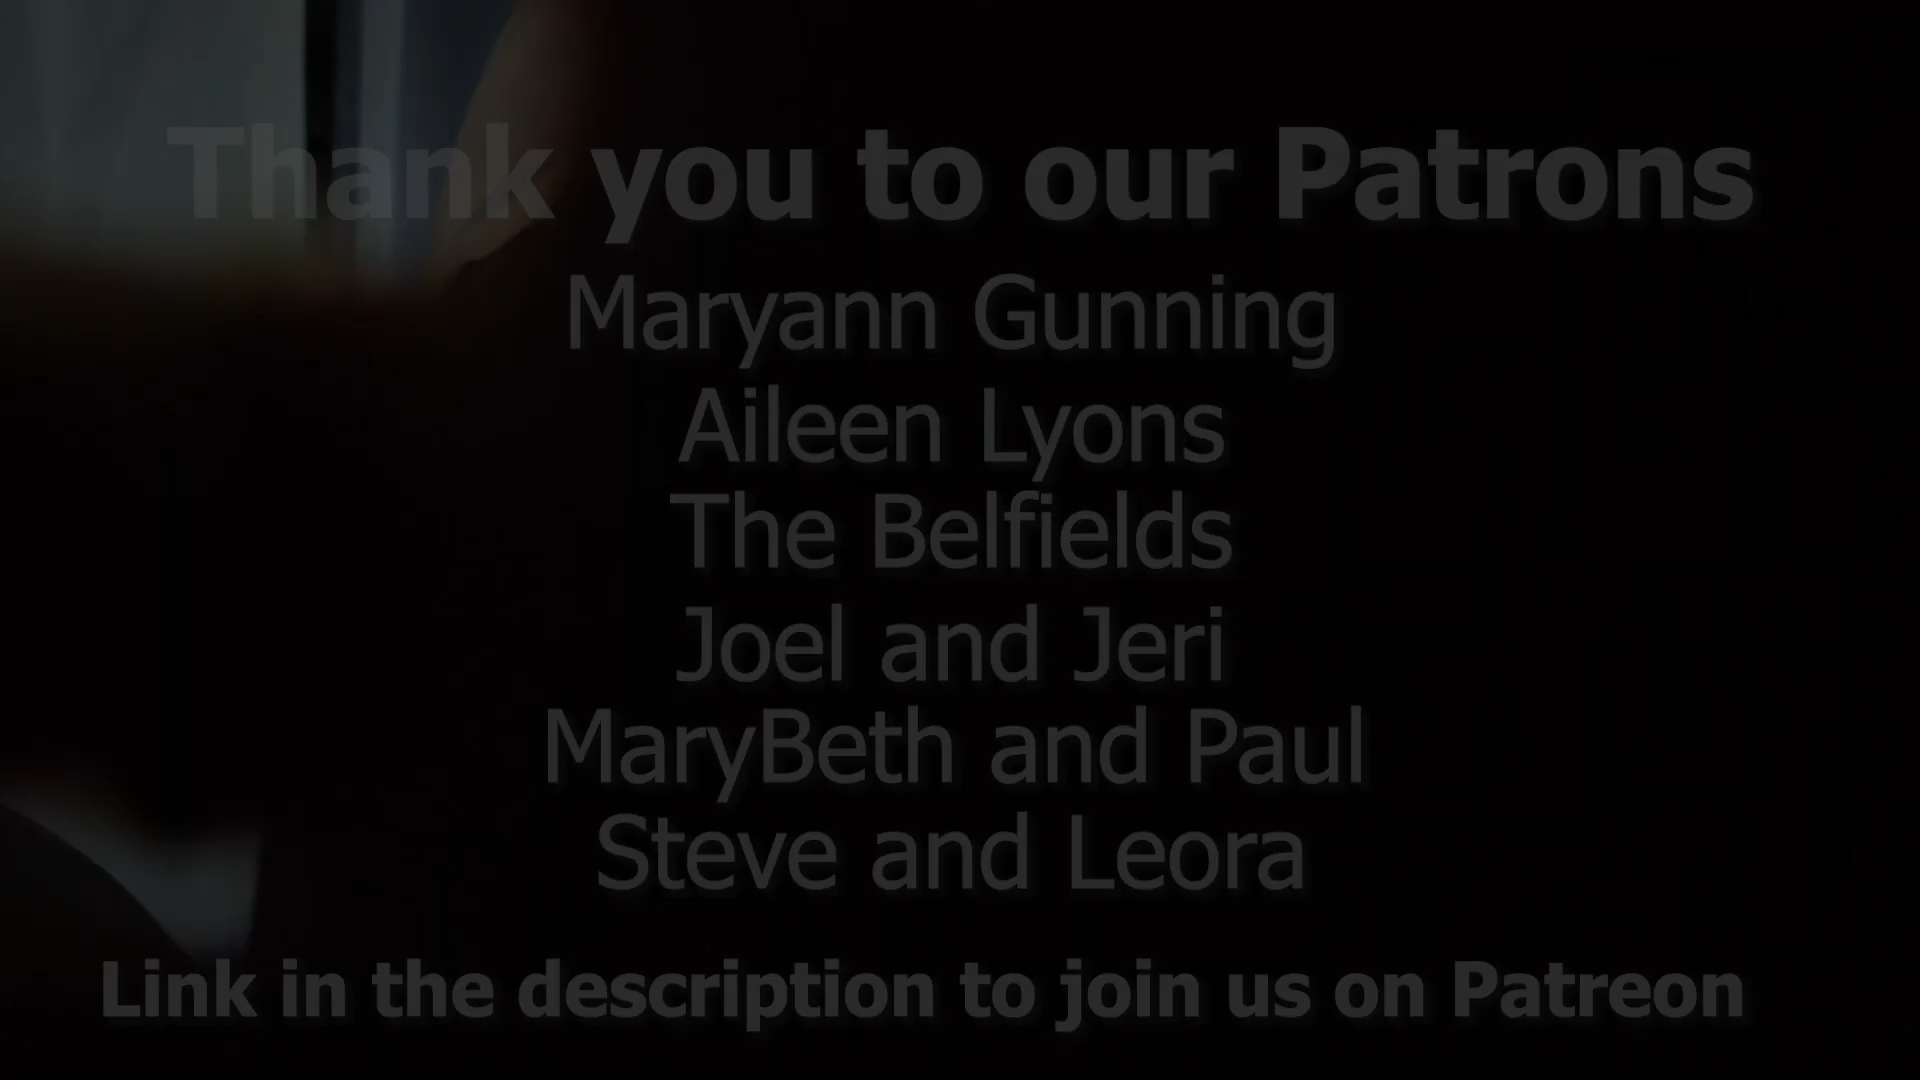 Thank you to our Patrons
Maryann Gunning
Aileen Lyons
The Belfields
Joel and Jeri
MaryBeth and Paul
Steve and Leora
Link in the description to join us on Patreon